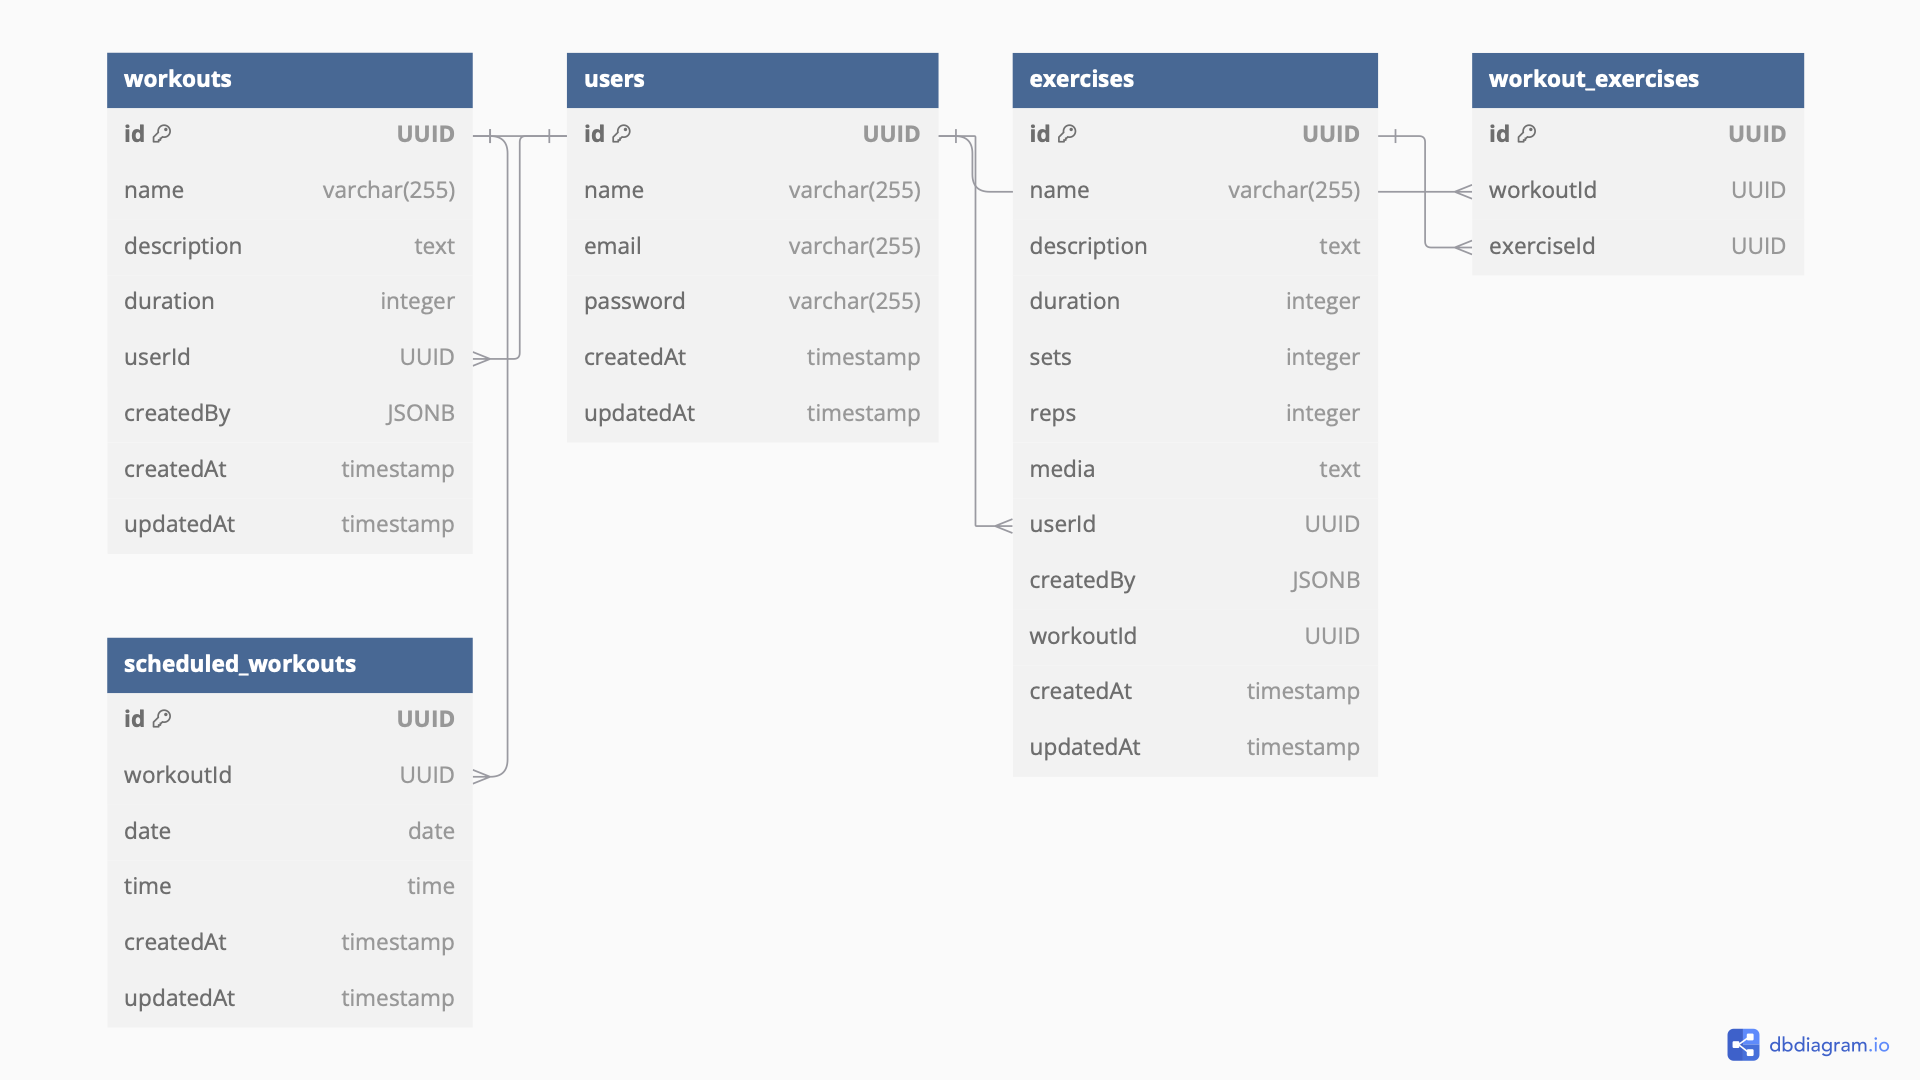 workouts
id UUID
name varchar(255)
description text
duration integer
userId UUID
createdBy JSONB
createdAt timestamp
updatedAt timestamp
users
id UUID
name varchar(255)
email varchar(255)
password varchar(255)
createdAt timestamp
updatedAt timestamp
exercises
id UUID
name varchar(255)
description text
duration integer
sets integer
reps integer
media text
userId UUID
createdBy JSONB
workoutId UUID
createdAt timestamp
updatedAt timestamp
workout_exercises
id UUID
workoutId UUID
exerciseId UUID
scheduled_workouts
id UUID
workoutId UUID
date date
time time
createdAt timestamp
updatedAt timestamp
dbdiagram.io